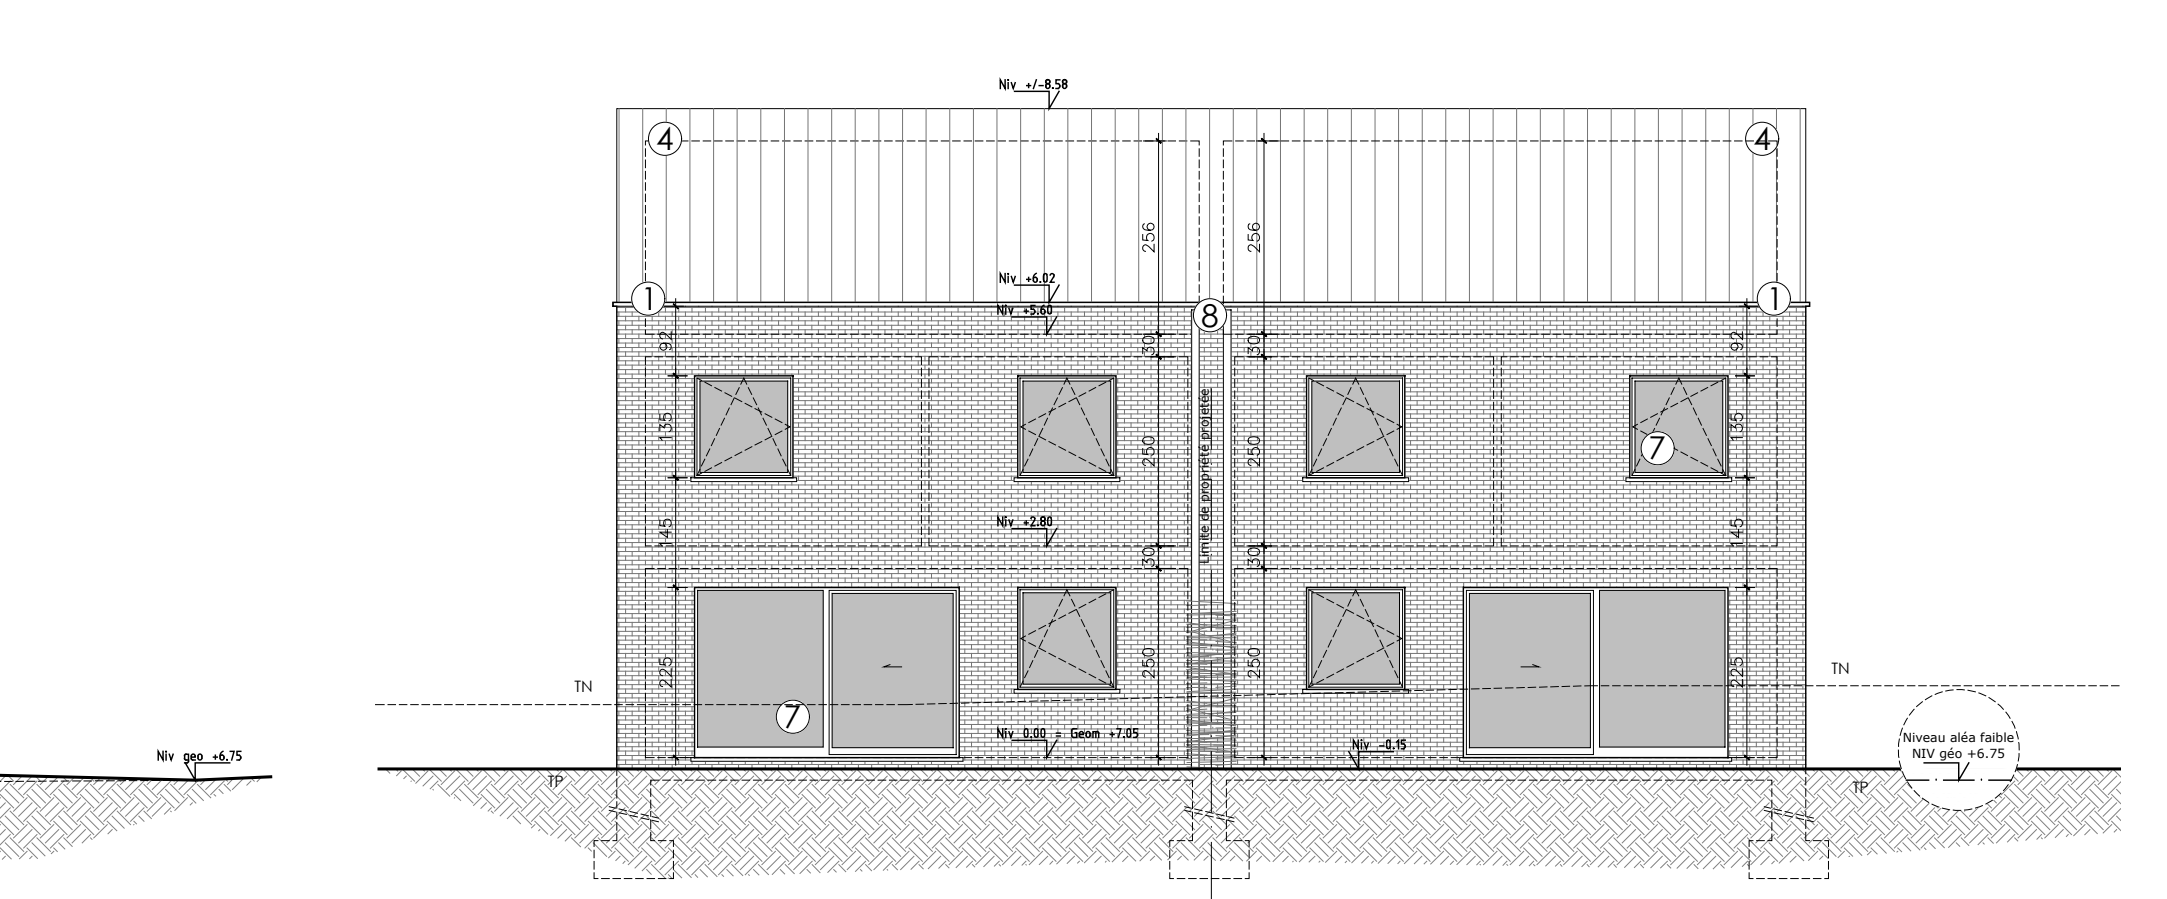 Niv +/-8.58
4
4
256
256
Niv +6.02
1
1
Niv +5.60
8
92
30
30
92
135
250
250
135
7
Limite de propriété projetée
145
Niv +2.80
30
30
145
225
250
250
225
TN
TN
7
Niv 0.00 = Geom +7.05
Niv -0.15
Niveau aléa faible
NIV géo +6.75
Niv geo +6.75
TP
TP